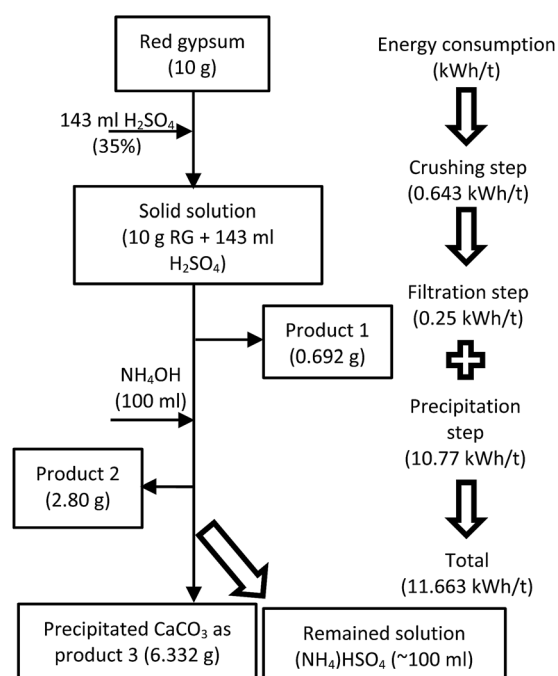 Red gypsum
(10 g)
143 ml H₂SO₄
(35%)
Solid solution
(10 g RG + 143 ml
H₂SO₄)
Product 1
(0.692 g)
NH₄OH
(100 ml)
Product 2
(2.80 g)
Precipitated CaCO₃ as
product 3 (6.332 g)
Remained solution
(NH₄)HSO₄ (~100 ml)
Energy consumption
(kWh/t)
Crushing step
(0.643 kWh/t)
Filtration step
(0.25 kWh/t)
Precipitation
step
(10.77 kWh/t)
Total
(11.663 kWh/t)